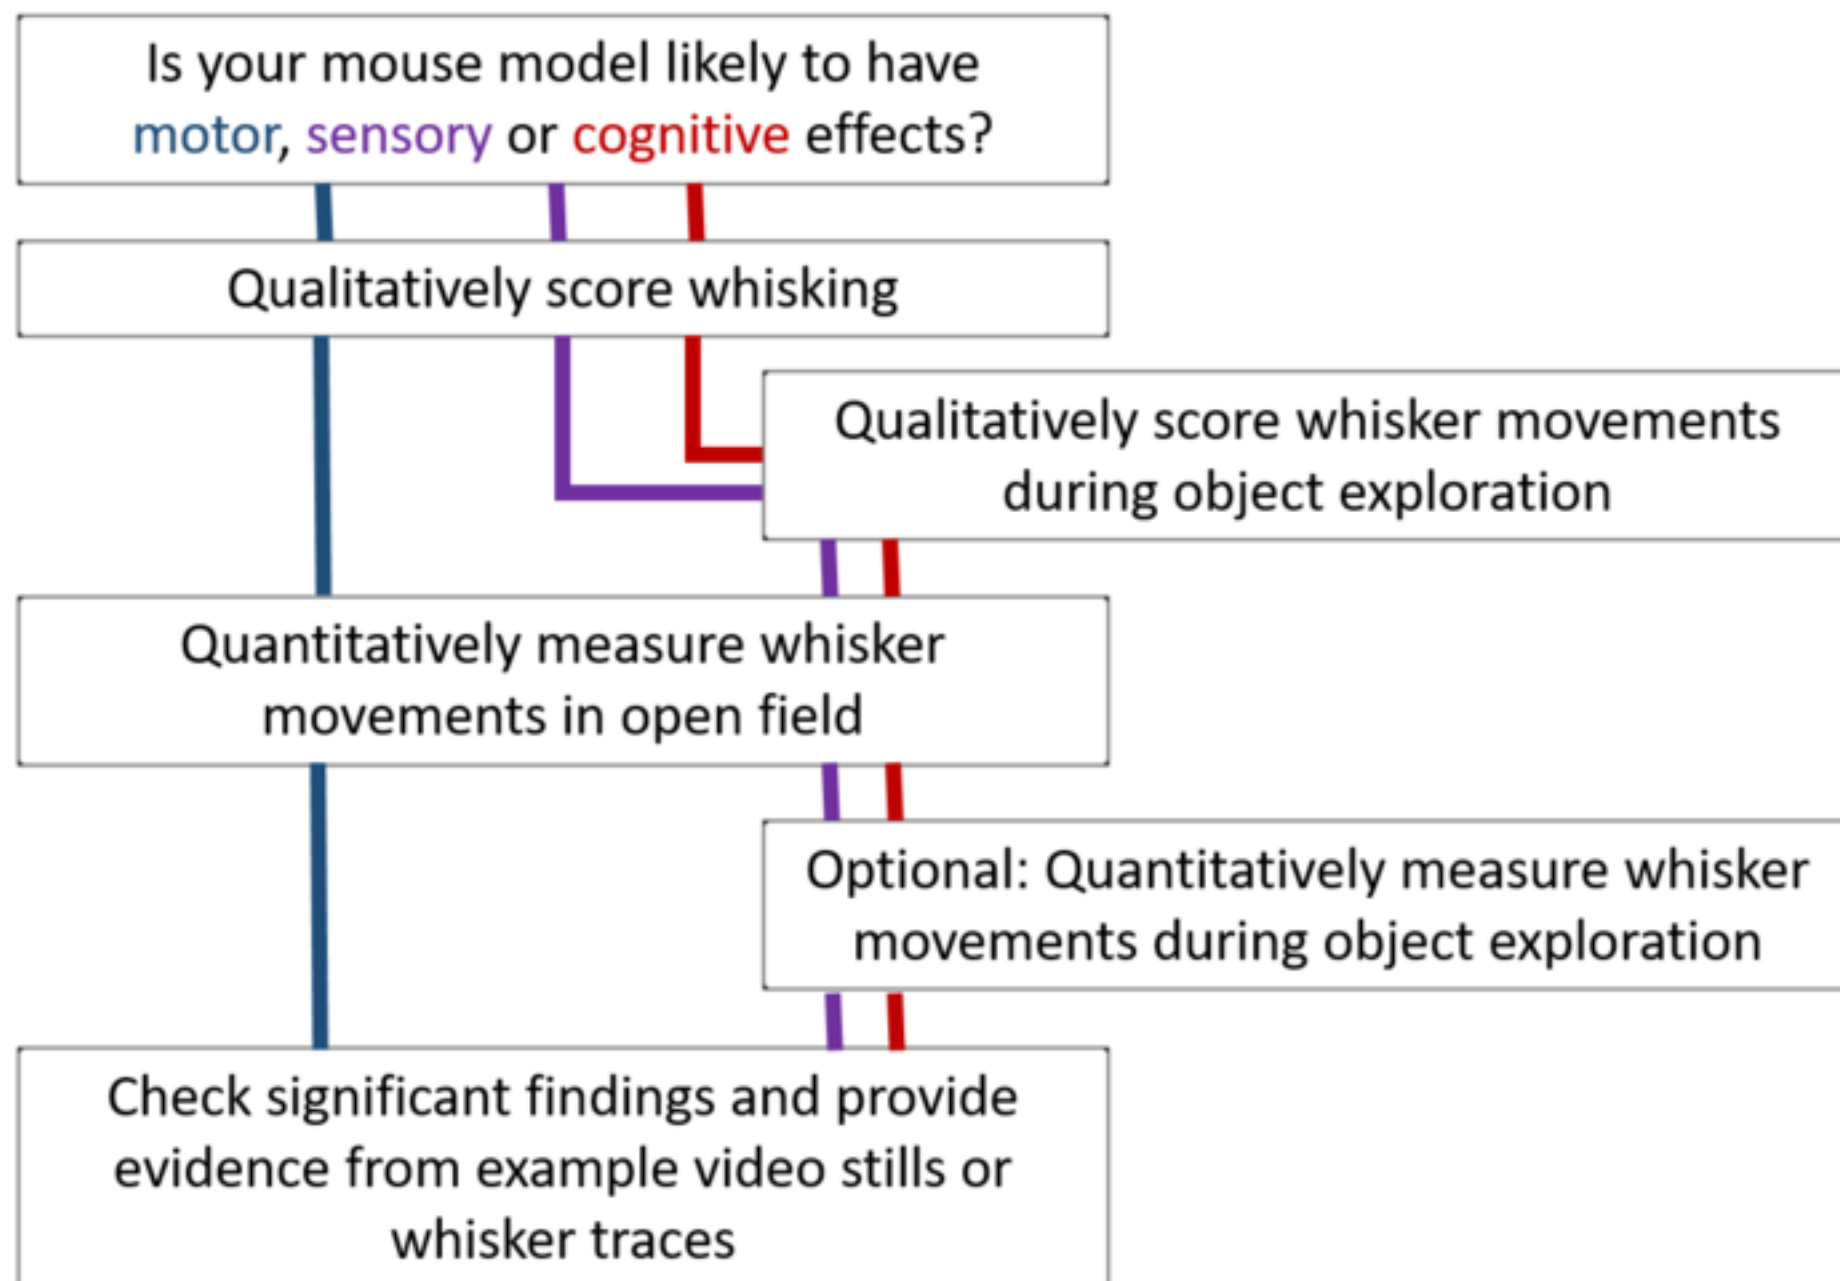 Is your mouse model likely to have
motor, sensory or cognitive effects?
Qualitatively score whisking
Qualitatively score whisker movements
during object exploration
Quantitatively measure whisker
movements in open field
Optional: Quantitatively measure whisker
movements during object exploration
Check significant findings and provide
evidence from example video stills or
whisker traces